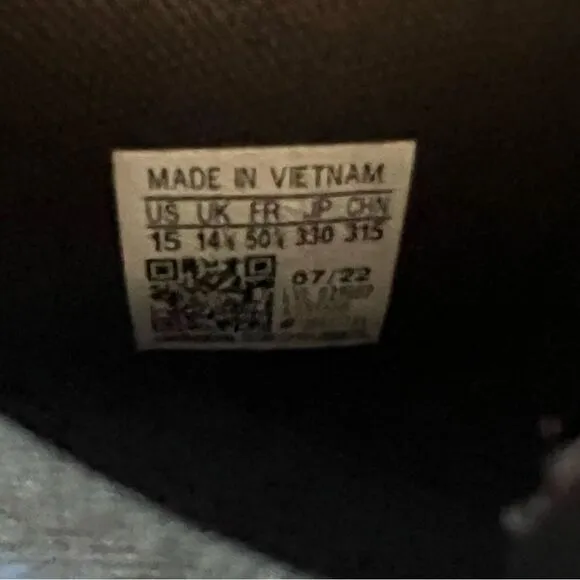 MADE IN VIETNAM
US UK FR JP CHN
15 14½ 50⅔ 330 315
07/22